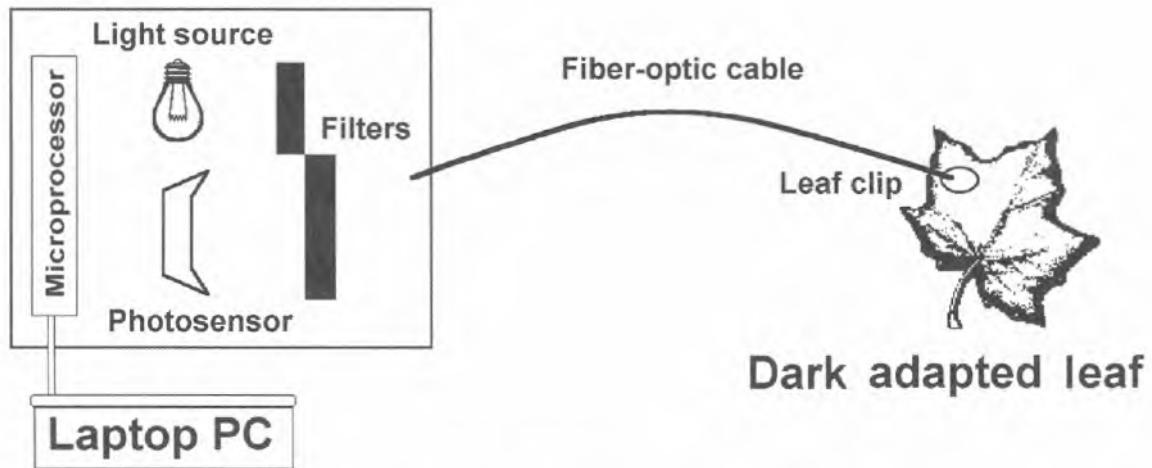 Light source
Microprocessor
Filters
Photosensor
Fiber-optic cable
Leaf clip
Dark adapted leaf
Laptop PC